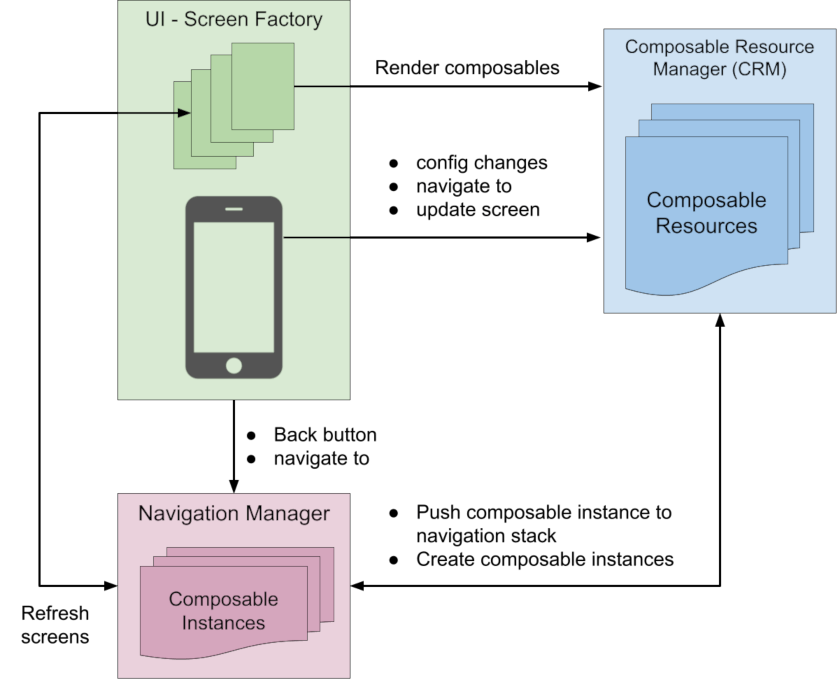 UI - Screen Factory
Render composables
Composable Resource
Manager (CRM)
● config changes
● navigate to
● update screen
Composable
Resources
● Back button
● navigate to
Navigation Manager
Composable
Instances
● Push composable instance to
navigation stack
● Create composable instances
Refresh
screens